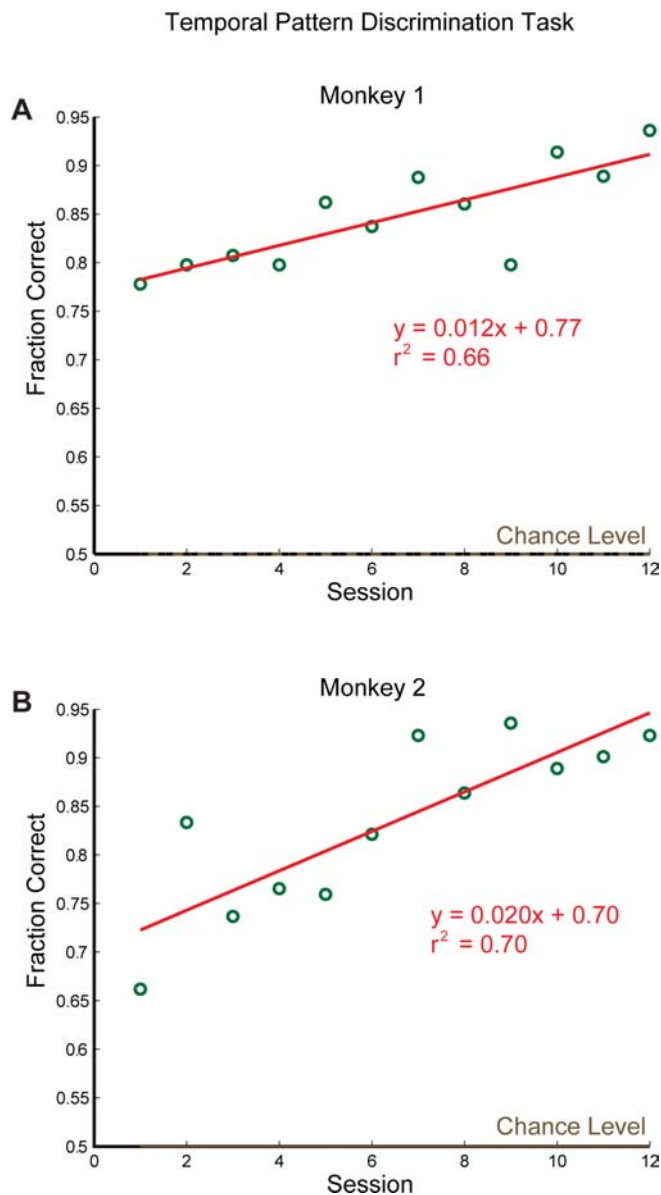 Temporal Pattern Discrimination Task
A
Monkey 1
0.95
0.9
0.85
0.8
0.75
0.7
0.65
0.6
0.55
0.5
Fraction Correct
y = 0.012x + 0.77
r² = 0.66
Chance Level
0 2 4 6 8 10 12
Session
B
Monkey 2
0.95
0.9
0.85
0.8
0.75
0.7
0.65
0.6
0.55
0.5
Fraction Correct
y = 0.020x + 0.70
r² = 0.70
Chance Level
0 2 4 6 8 10 12
Session